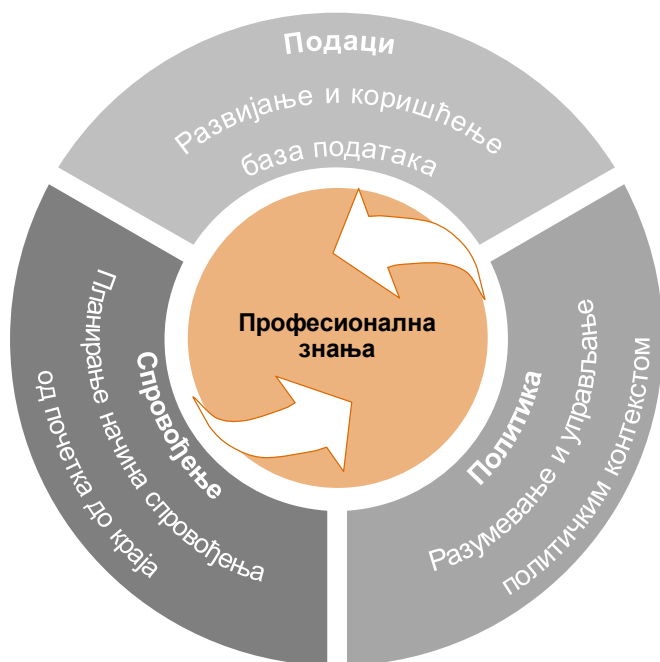 Подаци
Развијање и коришћење
база података
Професионална
знања
Спровођење
Планирање начина спровођења
од почетка до краја
Политика
Разумевање и управљање
политичким контекстом